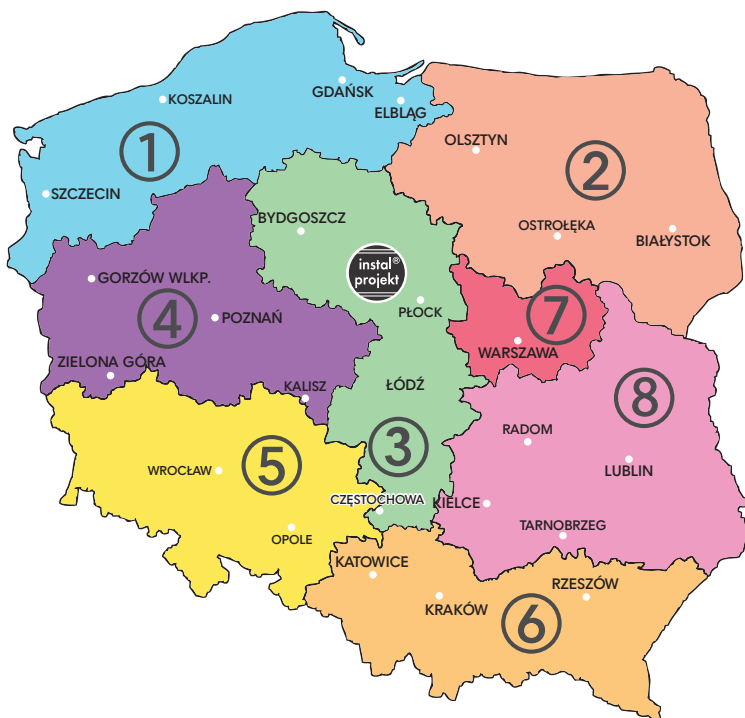 GDAŃSK
KOSZALIN
ELBLĄG
1
OLSZTYN
2
SZCZECIN
BYDGOSZCZ
OSTROŁĘKA
BIAŁYSTOK
instal®
projekt
GORZÓW WLKP.
PŁOCK
4
POZNAŃ
7
WARSZAWA
ZIELONA GÓRA
KALISZ
ŁÓDŹ
8
RADOM
3
5
WROCŁAW
LUBLIN
CZĘSTOCHOWA
KIELCE
TARNOBRZEG
OPOLE
KATOWICE
RZESZÓW
KRAKÓW
6